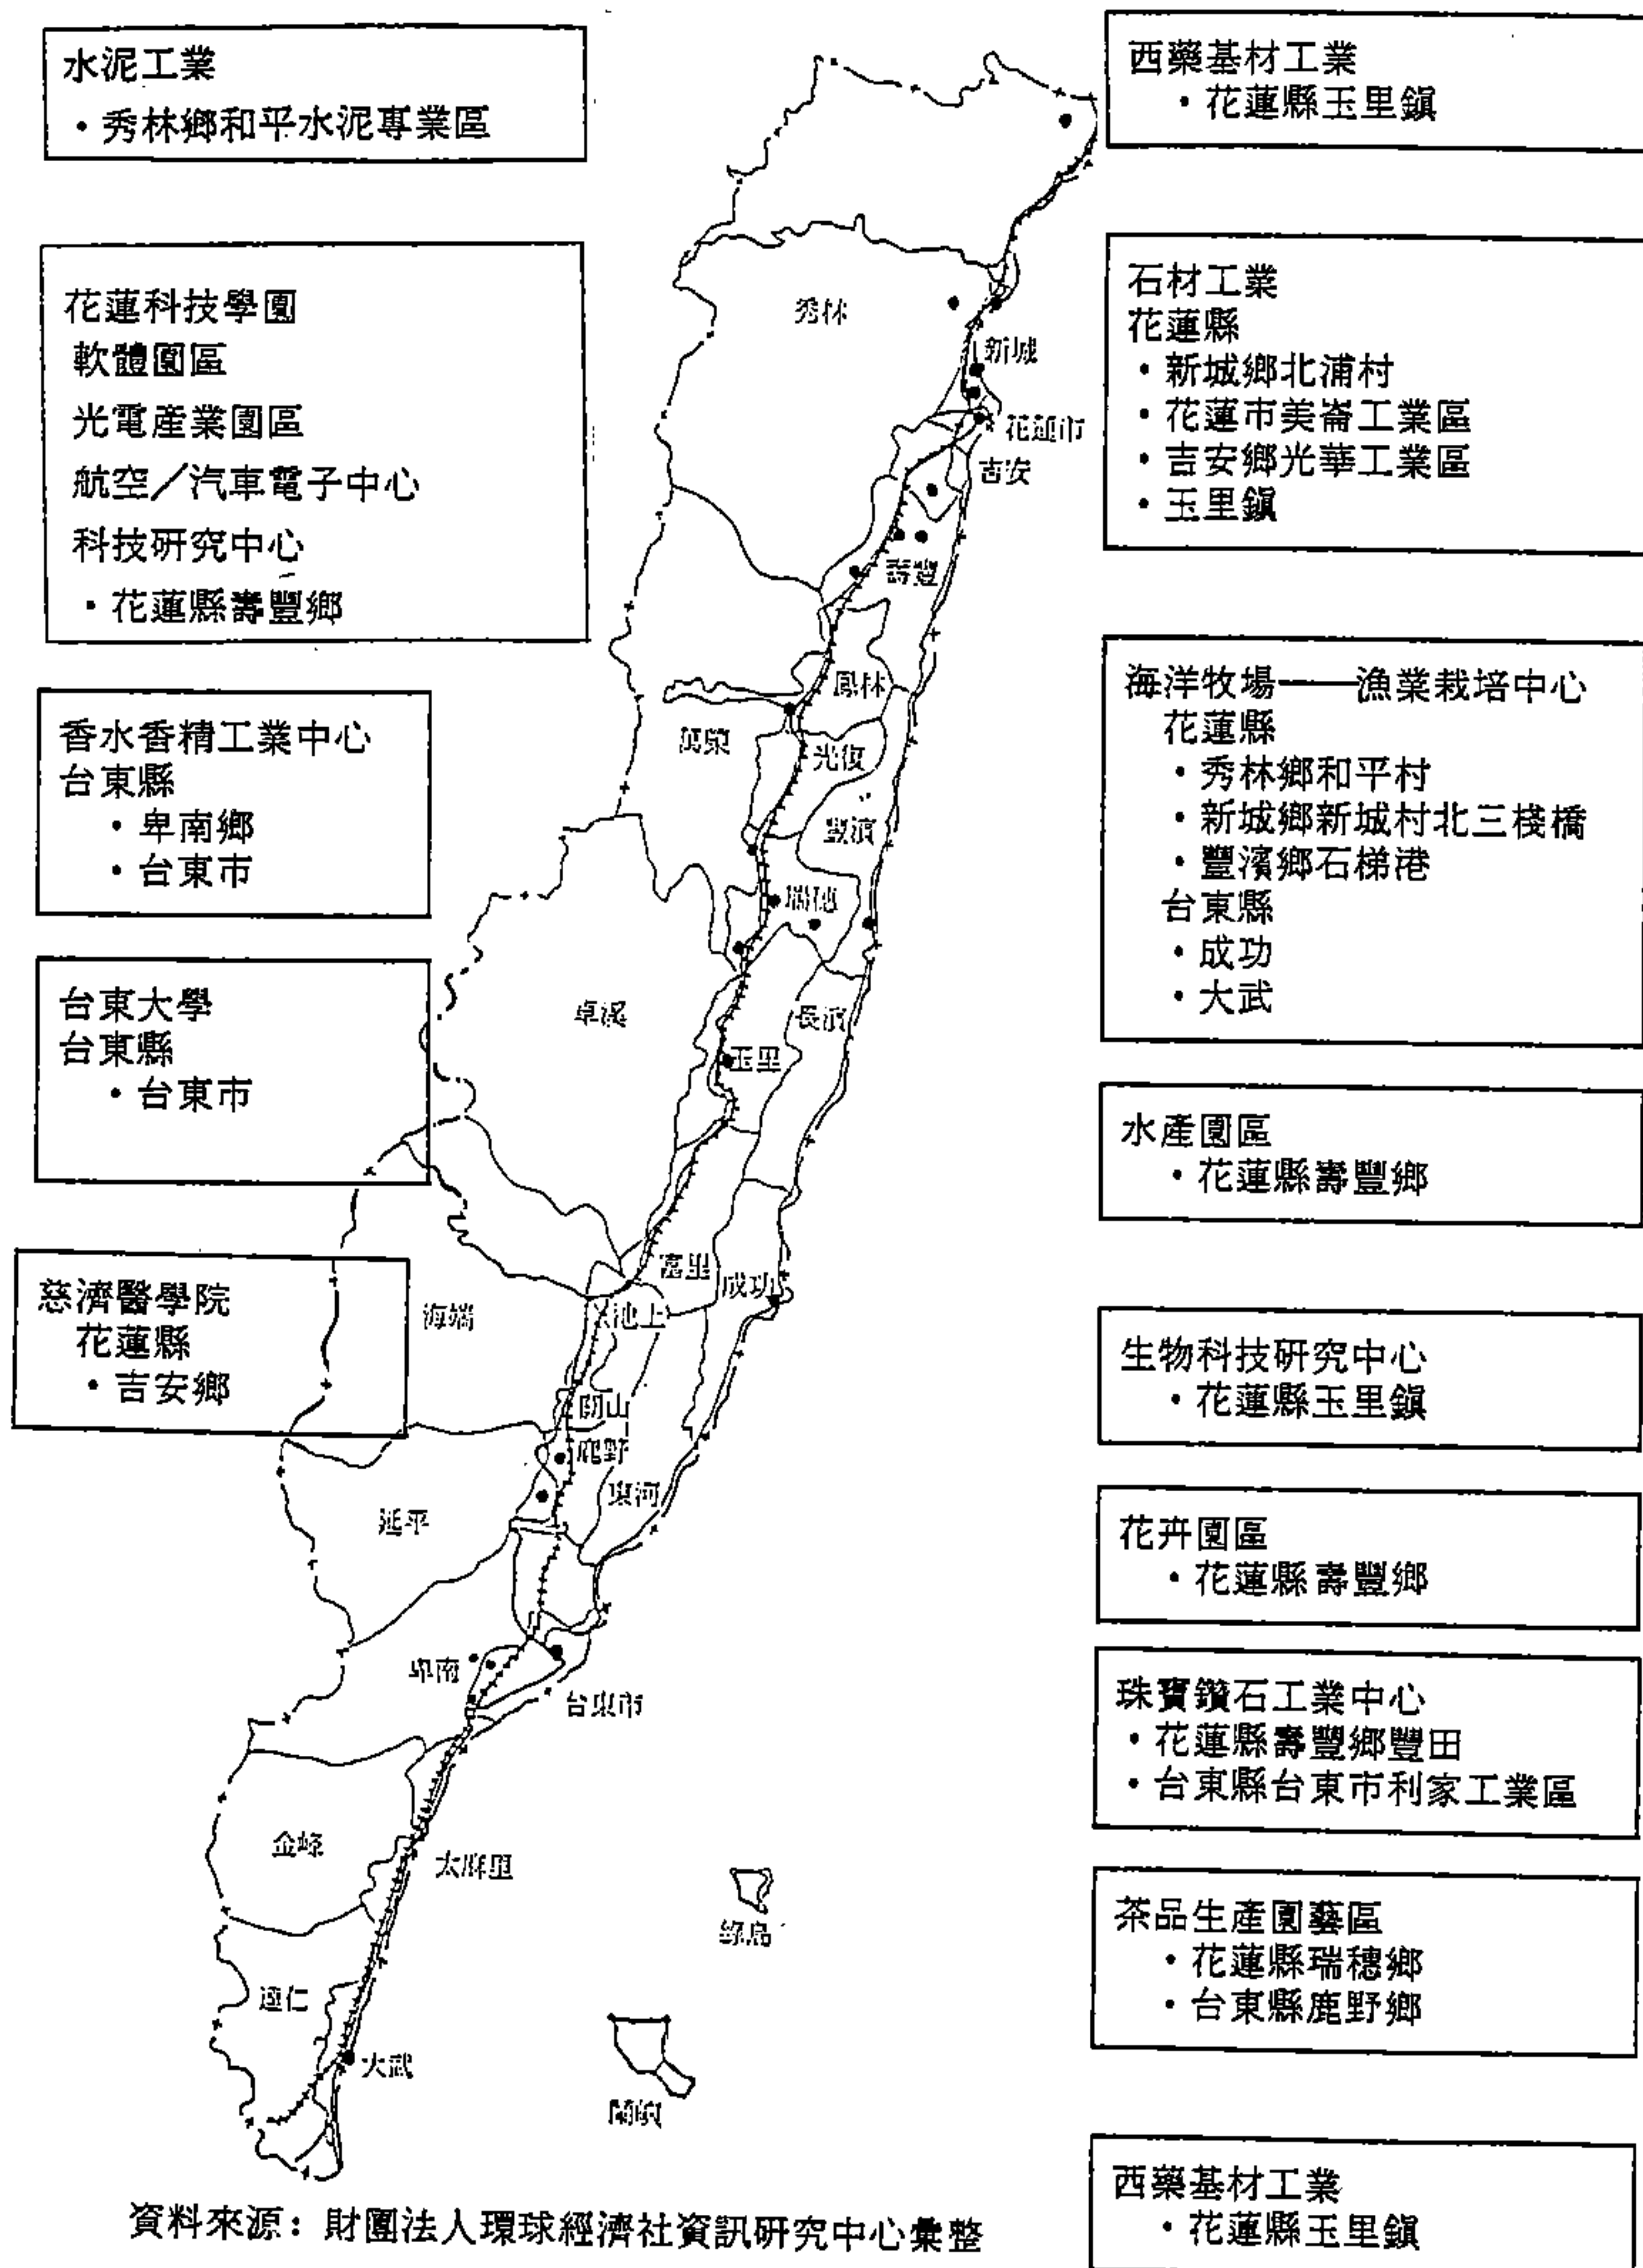 水泥工業
・秀林鄉和平水泥專業區
花蓮科技學園
軟體園區
光電產業園區
航空／汽車電子中心
科技研究中心
・花蓮縣壽豐鄉
香水香精工業中心
台東縣
・卑南鄉
・台東市
台東大學
台東縣
・台東市
慈濟醫學院
花蓮縣
・吉安鄉
西藥基材工業
・花蓮縣玉里鎮
石材工業
花蓮縣
・新城鄉北浦村
・花蓮市美崙工業區
・吉安鄉光華工業區
・玉里鎮
海洋牧場——漁業栽培中心
花蓮縣
・秀林鄉和平村
・新城鄉新城村北三棧橋
・豐濱鄉石梯港
台東縣
・成功
・大武
水產園區
・花蓮縣壽豐鄉
生物科技研究中心
・花蓮縣玉里鎮
花卉園區
・花蓮縣壽豐鄉
珠寶鑽石工業中心
・花蓮縣壽豐鄉豐田
・台東縣台東市利家工業區
茶品生產園藝區
・花蓮縣瑞穗鄉
・台東縣鹿野鄉
西藥基材工業
・花蓮縣玉里鎮
秀林
新城
花蓮市
吉安
壽豐
鳳林
萬榮
光復
豐濱
瑞穗
卓溪
長濱
玉里
富里
成功
海端
池上
關山
鹿野
東河
延平
卑南
台東市
金峰
太麻里
綠島
達仁
大武
蘭嶼
資料來源：財團法人環球經濟社資訊研究中心彙整